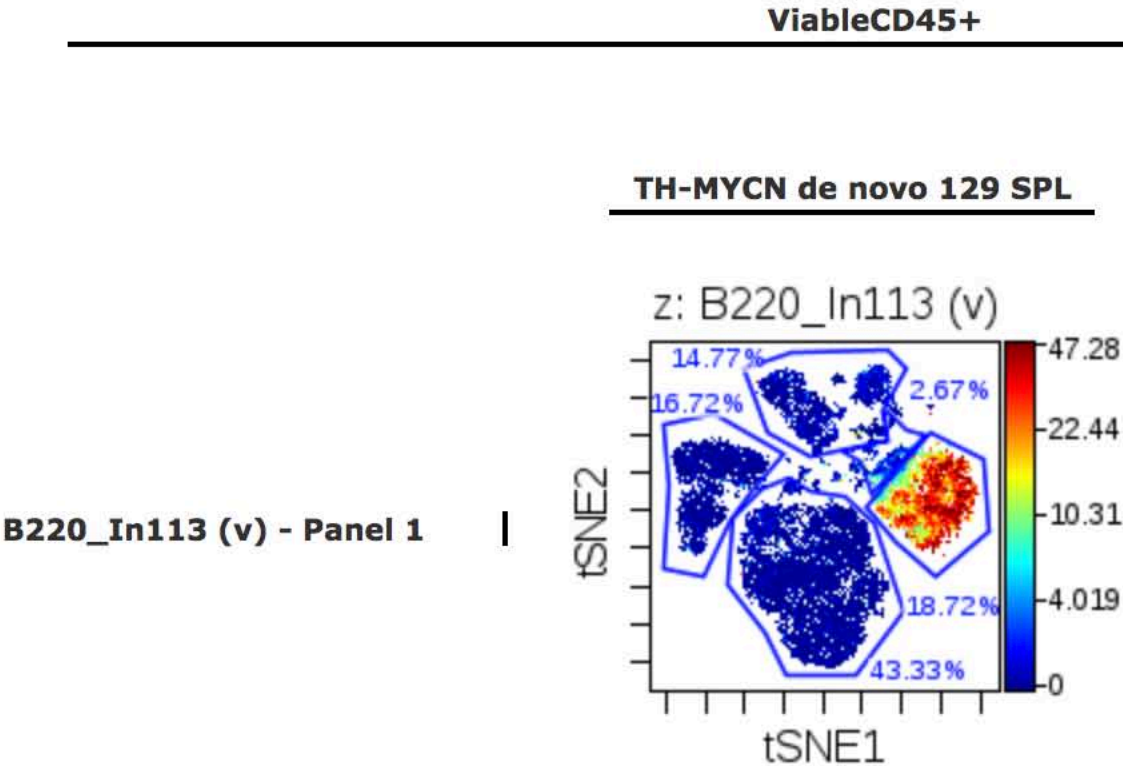 ViableCD45+
TH-MYCN de novo 129 SPL
z: B220_In113 (v)
14.77%
2.67%
16.72%
47.28
22.44
10.31
4.019
0
18.72%
43.33%
tSNE2
tSNE1
B220_In113 (v) - Panel 1